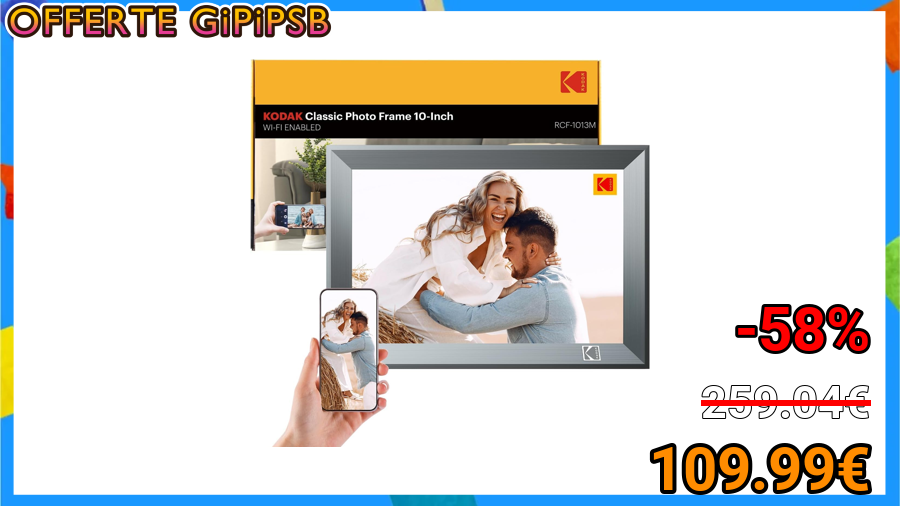 OFFERTE GiPiPSB
KODAK Classic Photo Frame 10-Inch
WI-FI ENABLED
RCF-1013M
-58%
259.04€
109.99€